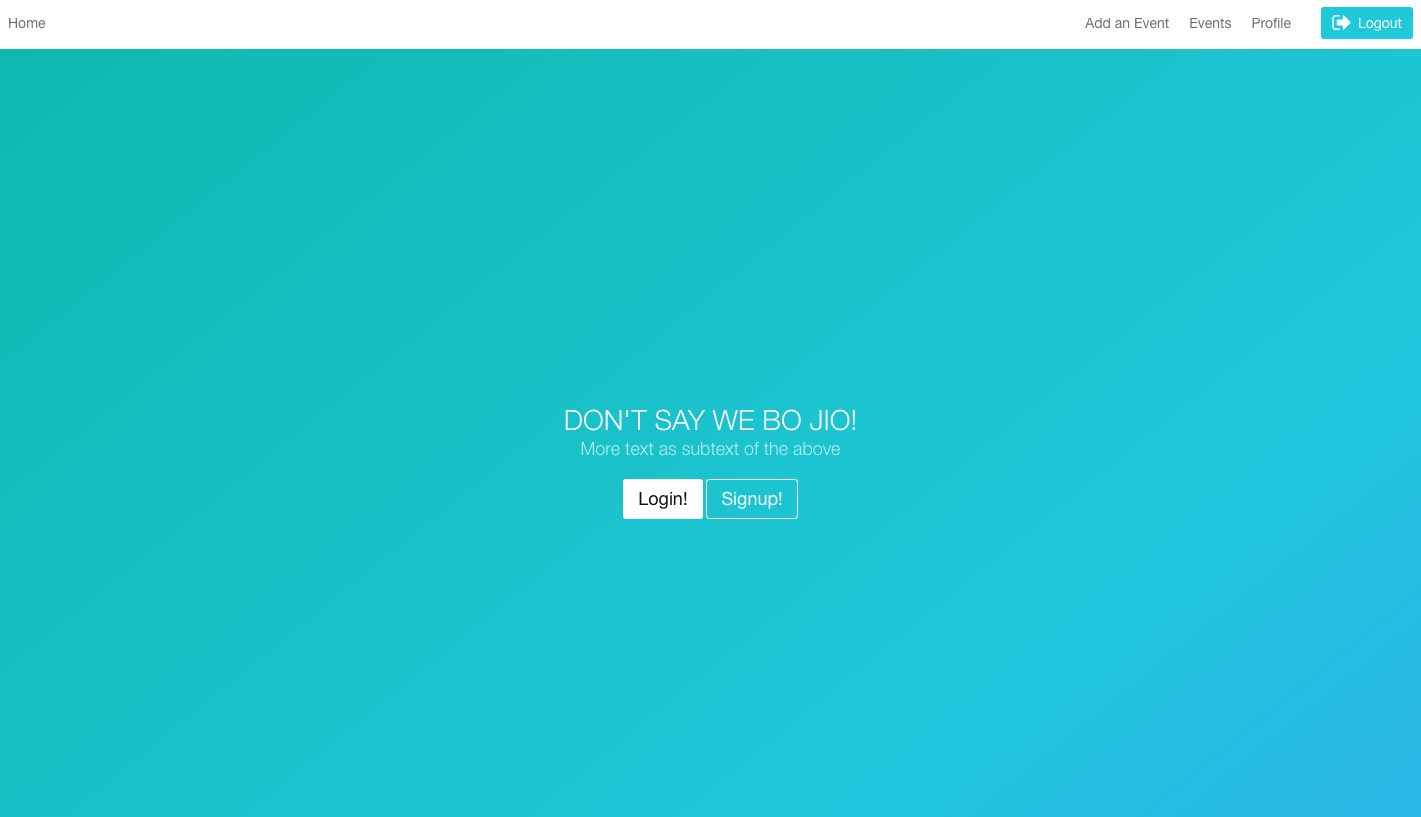 Home Add an Event Events Profile Logout
DON'T SAY WE BO JIO!
More text as subtext of the above
Login! Signup!